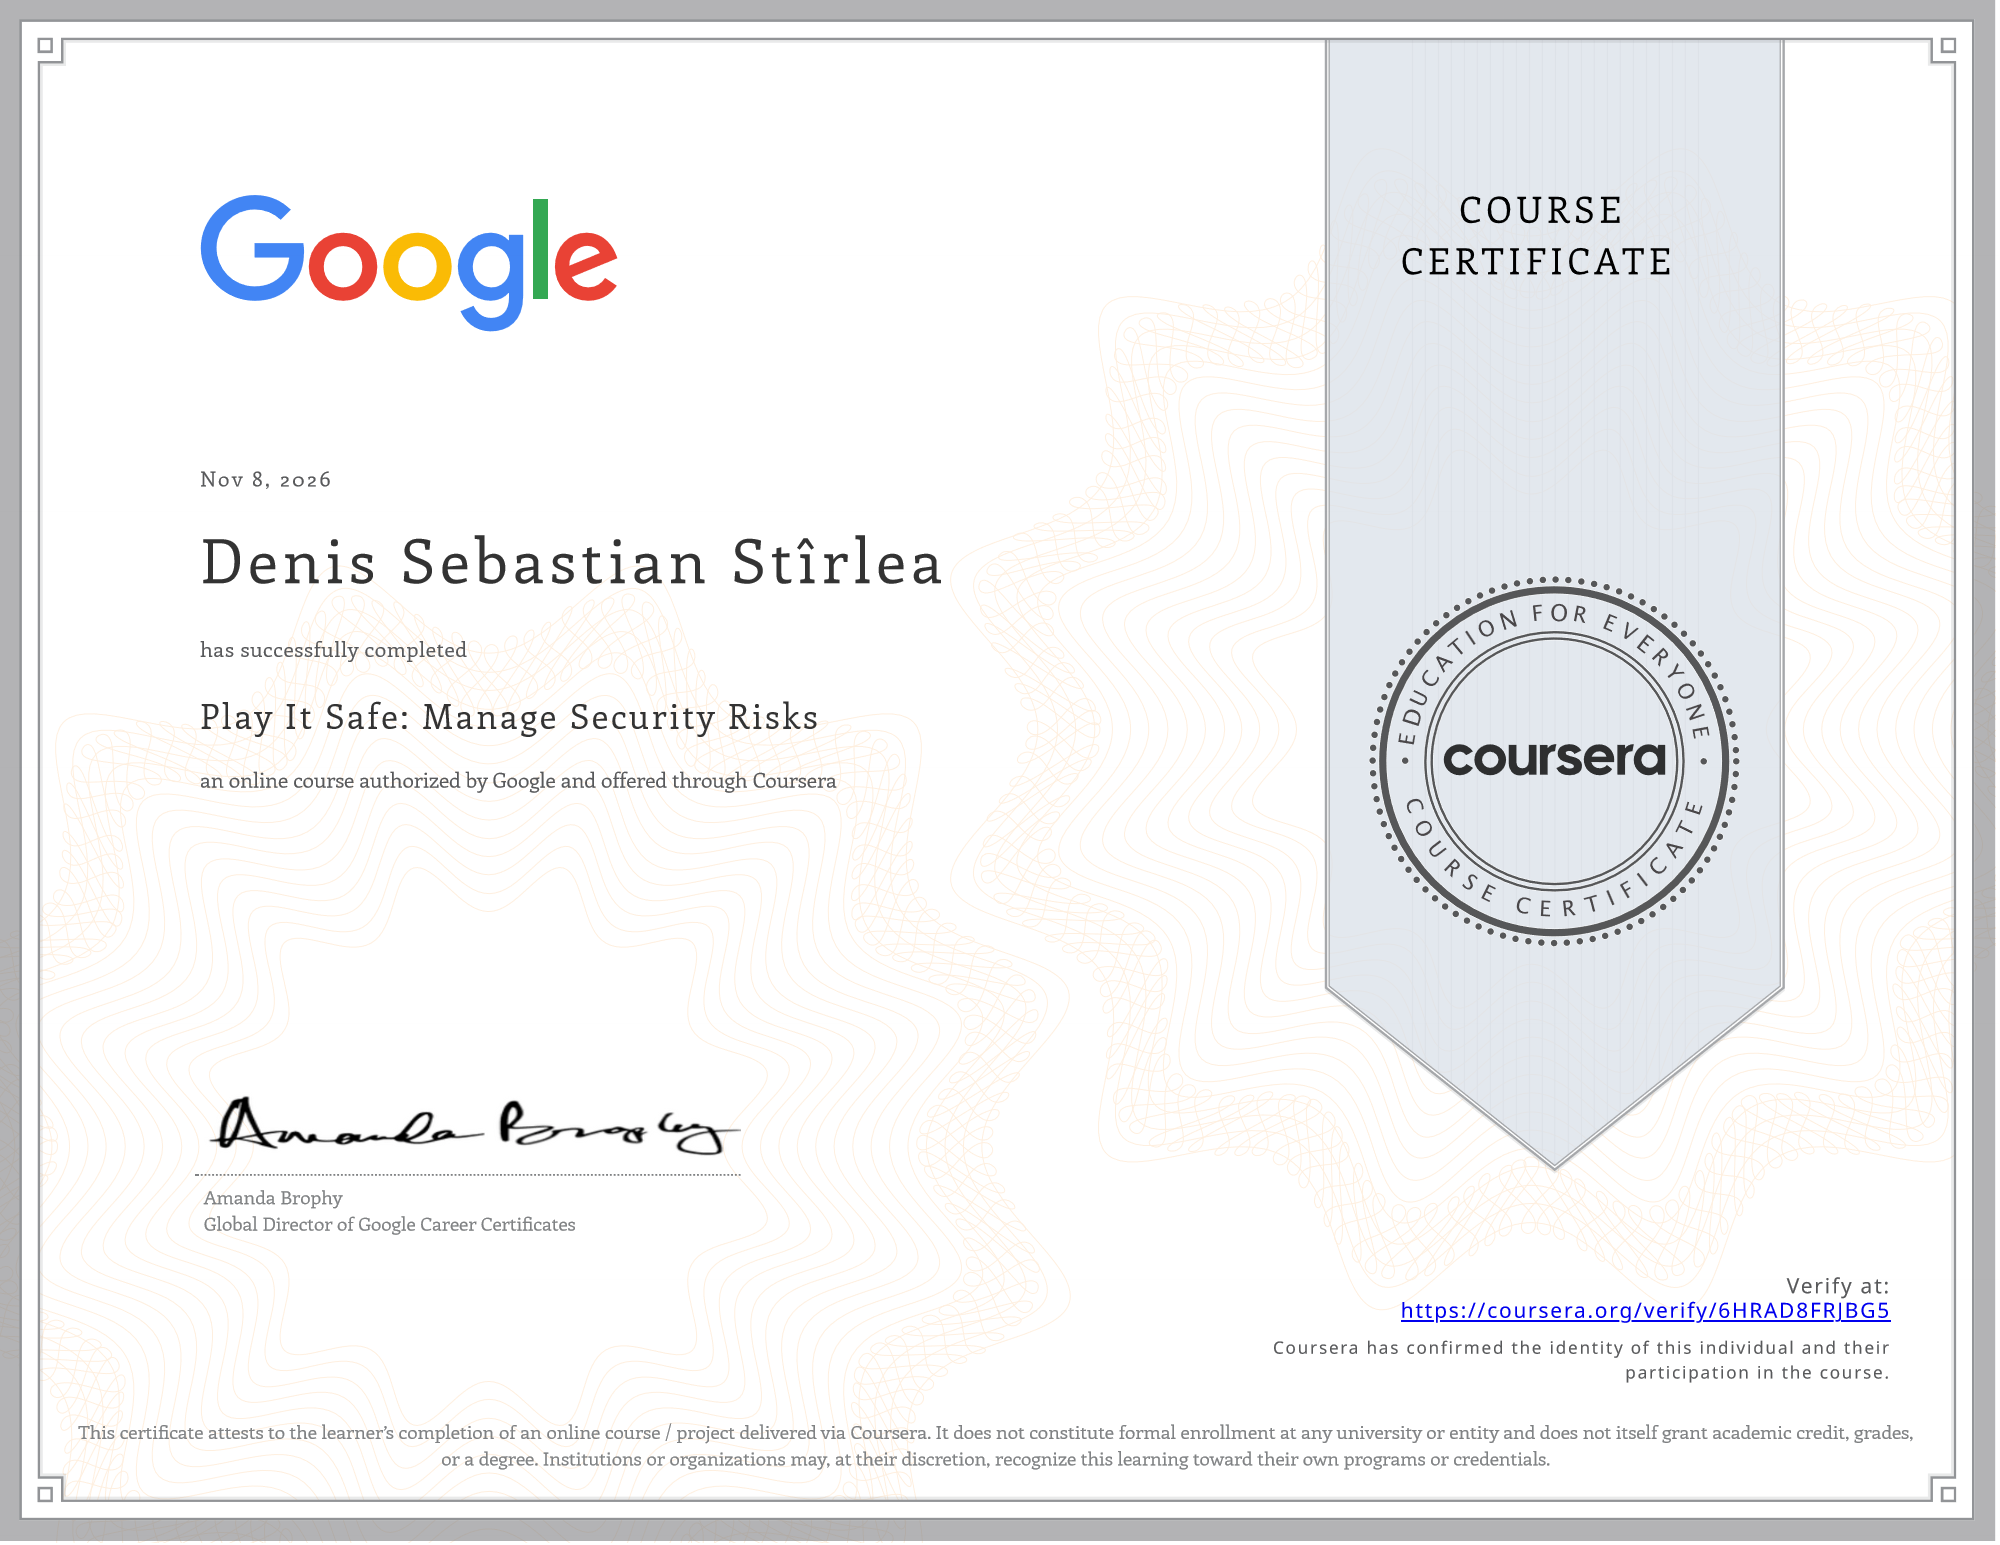 Google
COURSE
CERTIFICATE
Nov 8, 2026
Denis Sebastian Stîrlea
has successfully completed
Play It Safe: Manage Security Risks
an online course authorized by Google and offered through Coursera
EDUCATION FOR EVERYONE
coursera
COURSE CERTIFICATE
Amanda Brophy
Amanda Brophy
Global Director of Google Career Certificates
Verify at:
https://coursera.org/verify/6HRAD8FRJBG5
Coursera has confirmed the identity of this individual and their
participation in the course.
This certificate attests to the learner’s completion of an online course / project delivered via Coursera. It does not constitute formal enrollment at any university or entity and does not itself grant academic credit, grades,
or a degree. Institutions or organizations may, at their discretion, recognize this learning toward their own programs or credentials.